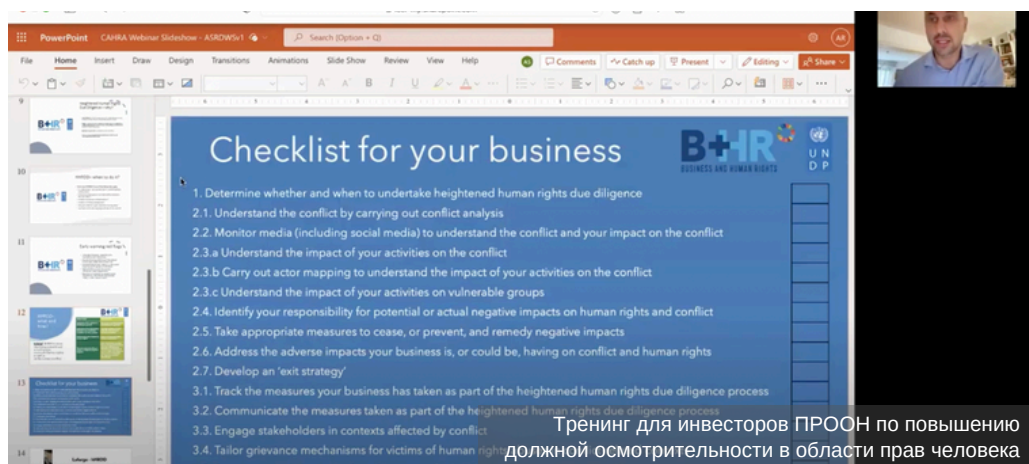 PowerPoint CAHRA Webinar Slideshow - ASRDWSv1
Search (Option + Q)
AR
File Home Insert Draw Design Transitions Animations Slide Show Review View Help
Comments Catch up Present Editing Share
9
10
11
12
13
14
B+HR
Checklist for your business
B+HR
BUSINESS AND HUMAN RIGHTS
U N
D P
1. Determine whether and when to undertake heightened human rights due diligence
2.1. Understand the conflict by carrying out conflict analysis
2.2. Monitor media (including social media) to understand the conflict and your impact on the conflict
2.3.a Understand the impact of your activities on the conflict
2.3.b Carry out actor mapping to understand the impact of your activities on the conflict
2.3.c Understand the impact of your activities on vulnerable groups
2.4. Identify your responsibility for potential or actual negative impacts on human rights and conflict
2.5. Take appropriate measures to cease, or prevent, and remedy negative impacts
2.6. Address the adverse impacts your business is, or could be, having on conflict and human rights
2.7. Develop an 'exit strategy'
3.1. Track the measures your business has taken as part of the heightened human rights due diligence process
3.2. Communicate the measures taken as part of the heightened human rights due diligence process
3.3. Engage stakeholders in contexts affected by conflict
3.4. Tailor grievance mechanisms for victims of human
Тренинг для инвесторов ПРООН по повышению
должной осмотрительности в области прав человека